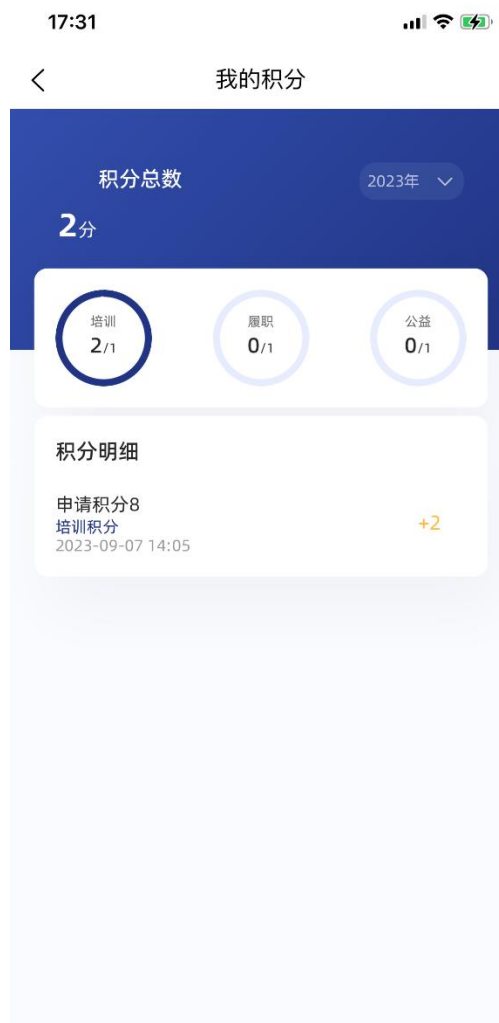 17:31
我的积分
积分总数
2023年
2分
培训
2/1
履职
0/1
公益
0/1
积分明细
申请积分8
培训积分
+2
2023-09-07 14:05